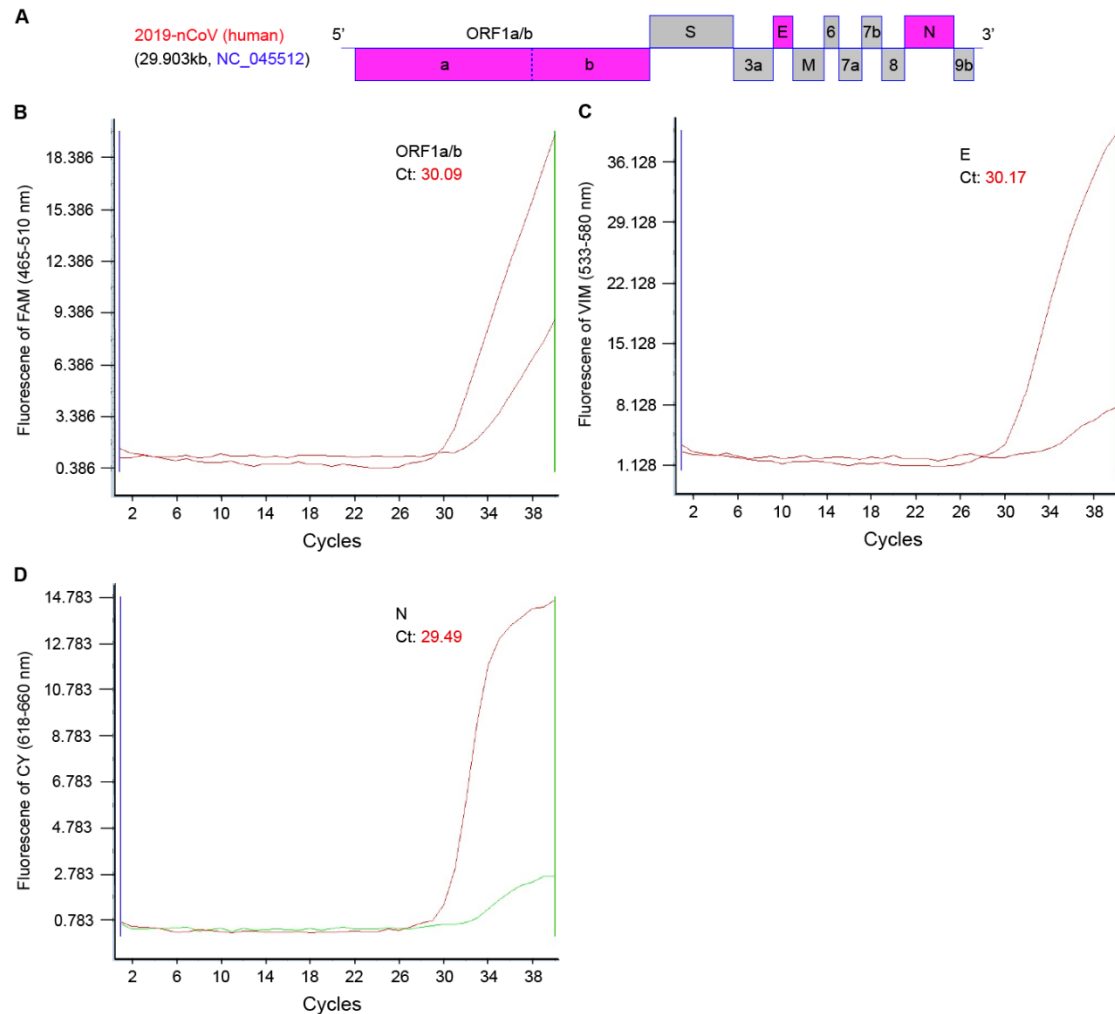 A
2019-nCoV (human)
(29.903kb, NC_045512)
5'
ORF1a/b
S
E
6
7b
N
3'
a
b
3a
M
7a
8
9b
B
Fluorescene of FAM (465-510 nm)
18.386
15.386
12.386
9.386
6.386
3.386
0.386
ORF1a/b
Ct: 30.09
2 6 10 14 18 22 26 30 34 38
Cycles
C
Fluorescene of VIM (533-580 nm)
36.128
29.128
22.128
15.128
8.128
1.128
E
Ct: 30.17
2 6 10 14 18 22 26 30 34 38
Cycles
D
Fluorescene of CY (618-660 nm)
14.783
12.783
10.783
8.783
6.783
4.783
2.783
0.783
N
Ct: 29.49
2 6 10 14 18 22 26 30 34 38
Cycles